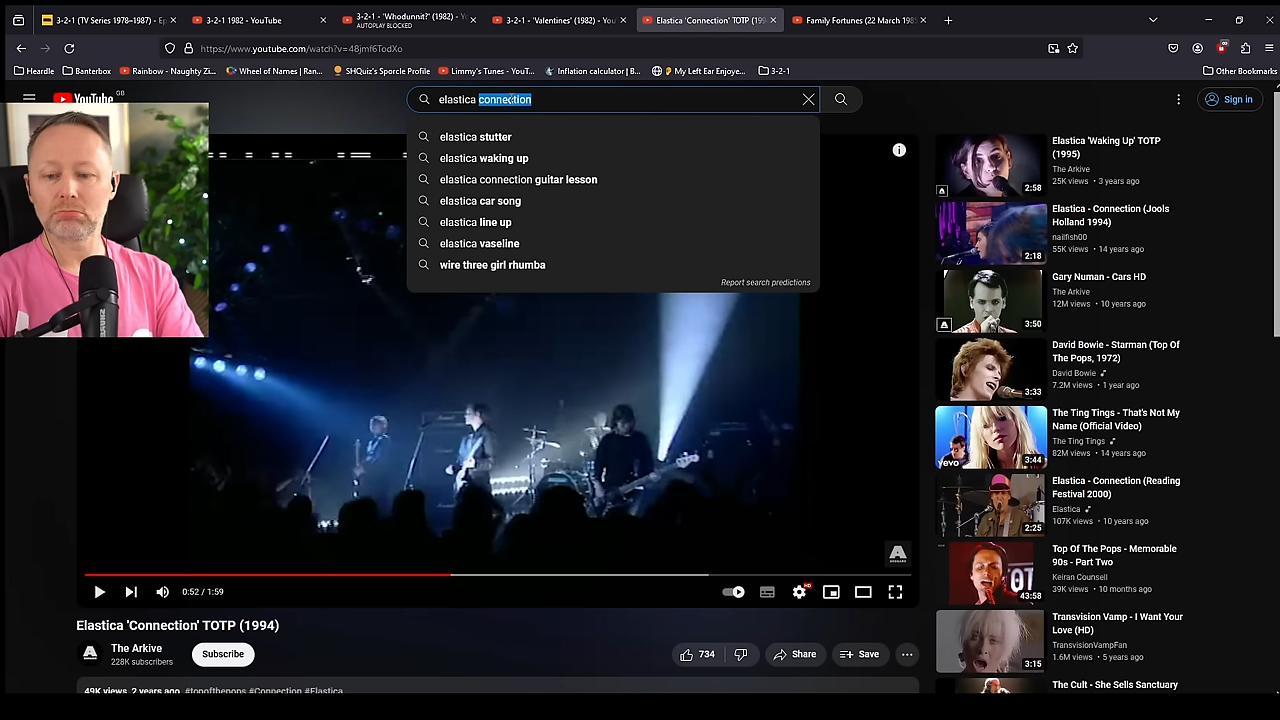 3-2-1 (TV Series 1978–1987) - Ep
3-2-1 1982 - YouTube
3-2-1 - 'Whodunnit?' (1982) - Yo
AUTOPLAY BLOCKED
3-2-1 - 'Valentines' (1982) - You
Elastica 'Connection' TOTP (199
Family Fortunes (22 March 198
https://www.youtube.com/watch?v=48jmf6TodXo
Heardle
Banterbox
Rainbow - Naughty Zi...
Wheel of Names | Ran...
SHQuiz's Sporcle Profile
Limmy's Tunes - YouT...
Inflation calculator | B...
My Left Ear Enjoye...
3-2-1
Other Bookmarks
YouTube GB
elastica connection
Sign in
elastica stutter
elastica waking up
elastica connection guitar lesson
elastica car song
elastica line up
elastica vaseline
wire three girl rhumba
Report search predictions
0:52 / 1:59
HD
Elastica 'Connection' TOTP (1994)
The Arkive
228K subscribers
Subscribe
734
Share
Save
49K views 2 years ago #topofthepops #Connection #Elastica
Elastica 'Waking Up' TOTP
(1995)
The Arkive
25K views • 3 years ago
2:58
Elastica - Connection (Jools
Holland 1994)
nailfish00
55K views • 14 years ago
2:18
Gary Numan - Cars HD
The Arkive
12M views • 10 years ago
3:50
David Bowie - Starman (Top Of
The Pops, 1972)
David Bowie
7.2M views • 1 year ago
3:33
The Ting Tings - That's Not My
Name (Official Video)
The Ting Tings
82M views • 14 years ago
vevo
3:44
Elastica - Connection (Reading
Festival 2000)
Elastica
107K views • 10 years ago
2:25
Top Of The Pops - Memorable
90s - Part Two
Keiran Counsell
39K views • 10 months ago
43:58
Transvision Vamp - I Want Your
Love (HD)
TransvisionVampFan
1.6M views • 5 years ago
3:15
The Cult - She Sells Sanctuary